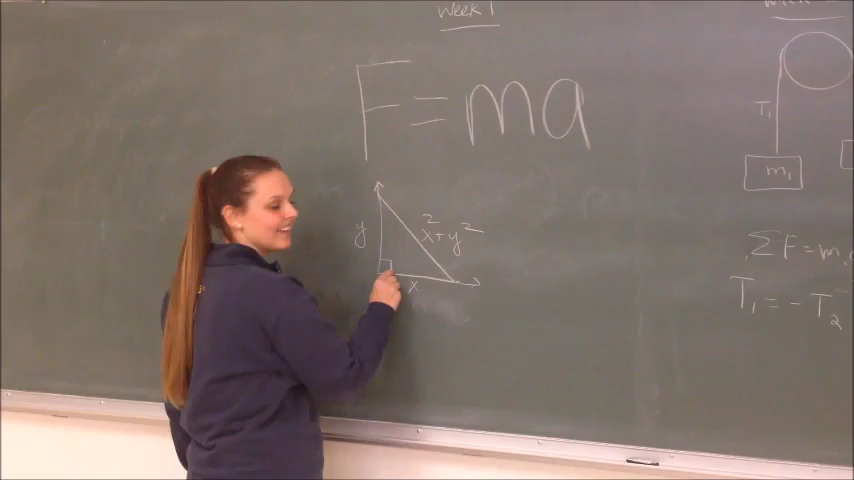 Week 1
F = ma
y
x² + y²
x
T₁
m₁
ΣF = m
T₁ = - T₂